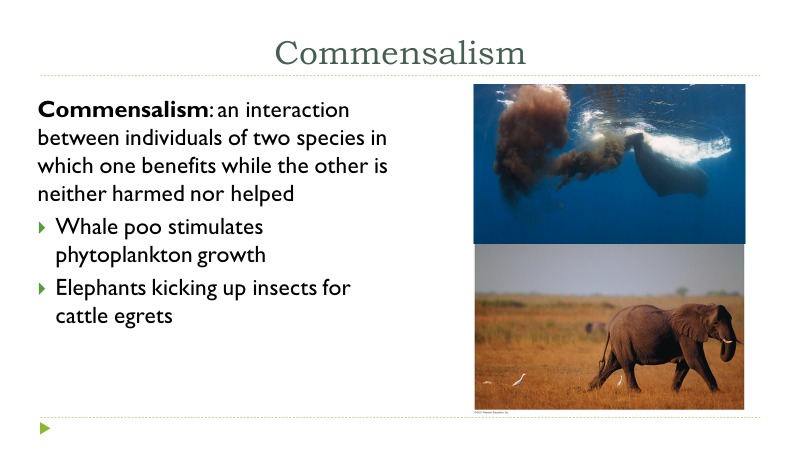 Commensalism
Commensalism: an interaction
between individuals of two species in
which one benefits while the other is
neither harmed nor helped
Whale poo stimulates
phytoplankton growth
Elephants kicking up insects for
cattle egrets